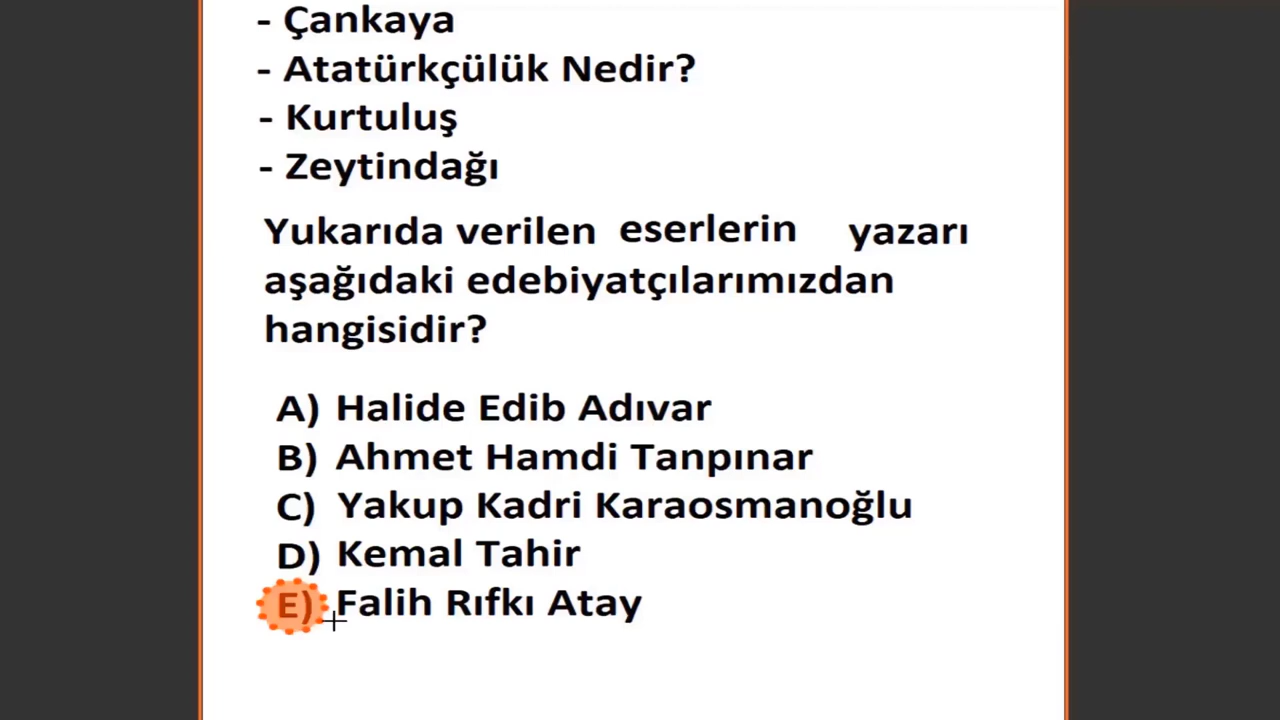 - Çankaya
- Atatürkçülük Nedir?
- Kurtuluş
- Zeytindağı
Yukarıda verilen eserlerin yazarı
aşağıdaki edebiyatçılarımızdan
hangisidir?
A) Halide Edib Adıvar
B) Ahmet Hamdi Tanpınar
C) Yakup Kadri Karaosmanoğlu
D) Kemal Tahir
E) Falih Rıfkı Atay